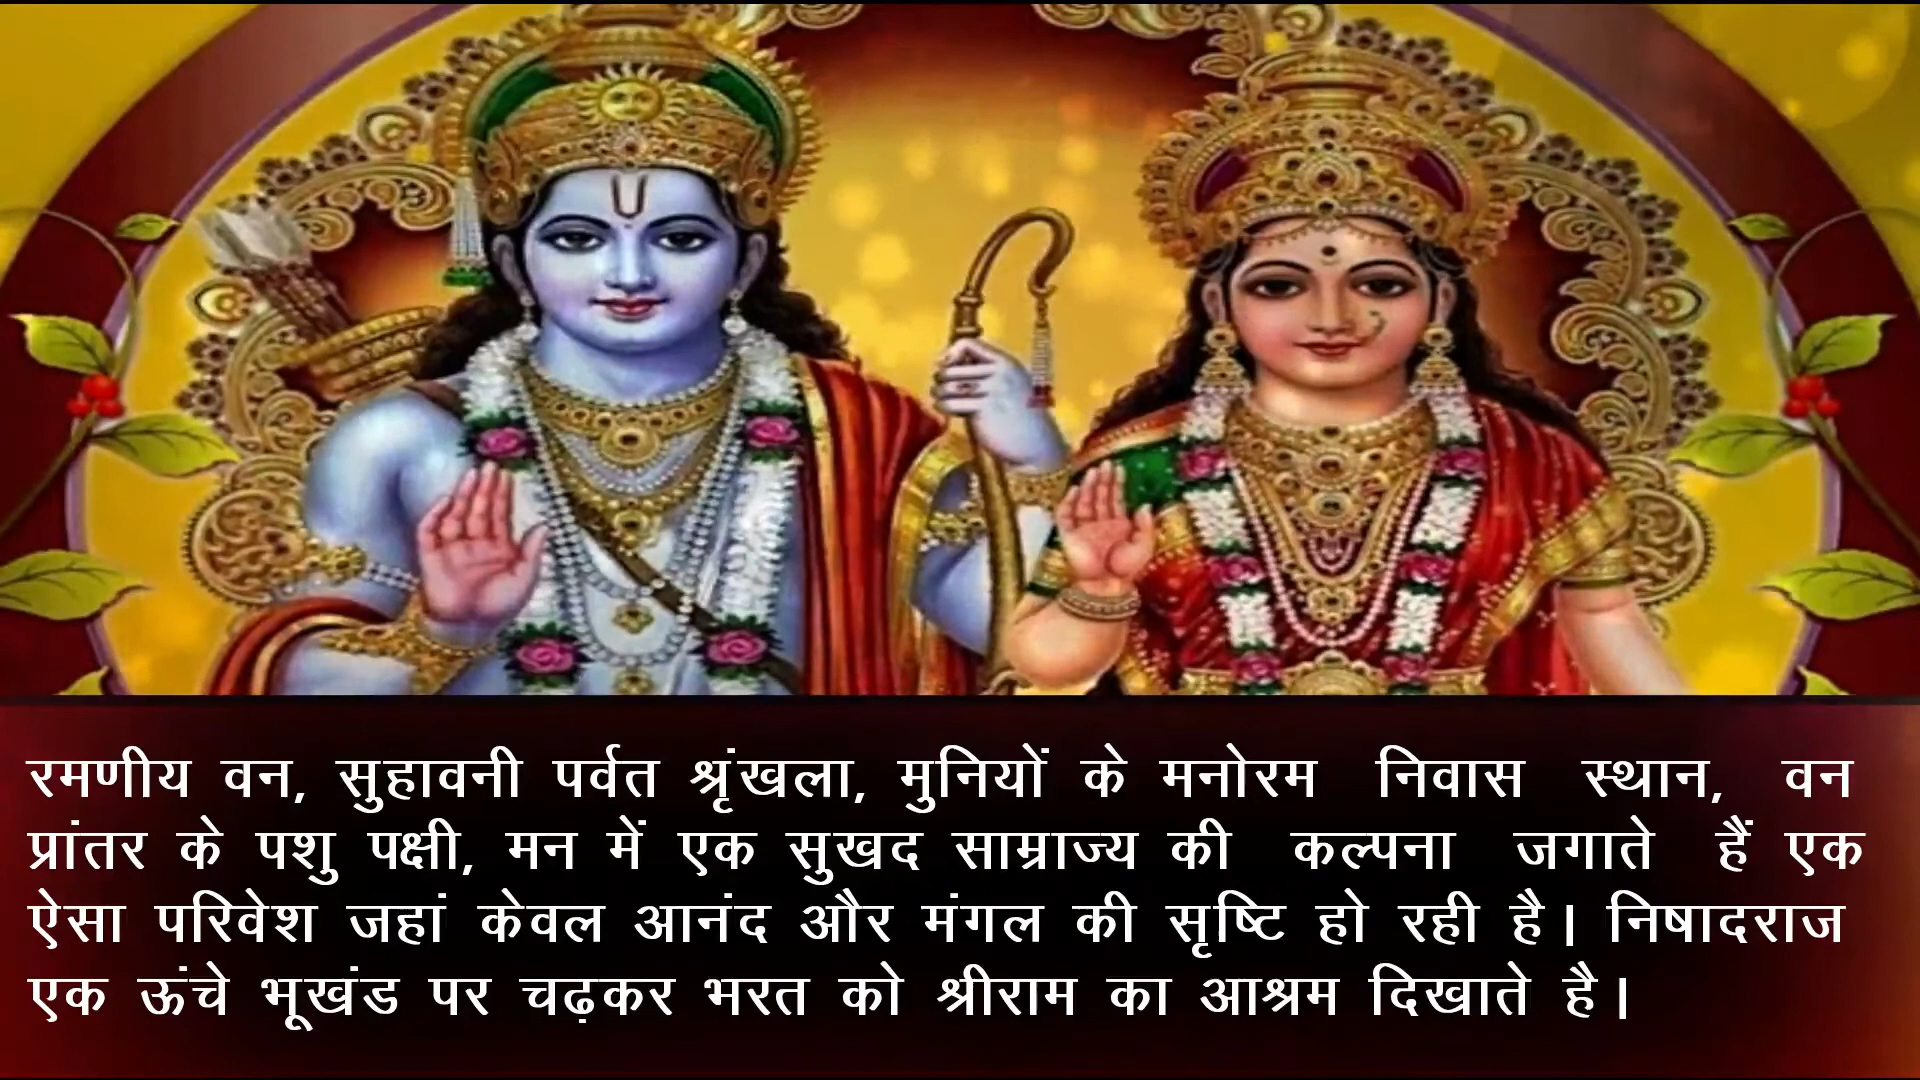 रमणीय वन, सुहावनी पर्वत श्रृंखला, मुनियों के मनोरम निवास स्थान, वन
प्रांतर के पशु पक्षी, मन में एक सुखद साम्राज्य की कल्पना जगाते हैं एक
ऐसा परिवेश जहां केवल आनंद और मंगल की सृष्टि हो रही है। निषादराज
एक ऊंचे भूखंड पर चढ़कर भरत को श्रीराम का आश्रम दिखाते है।